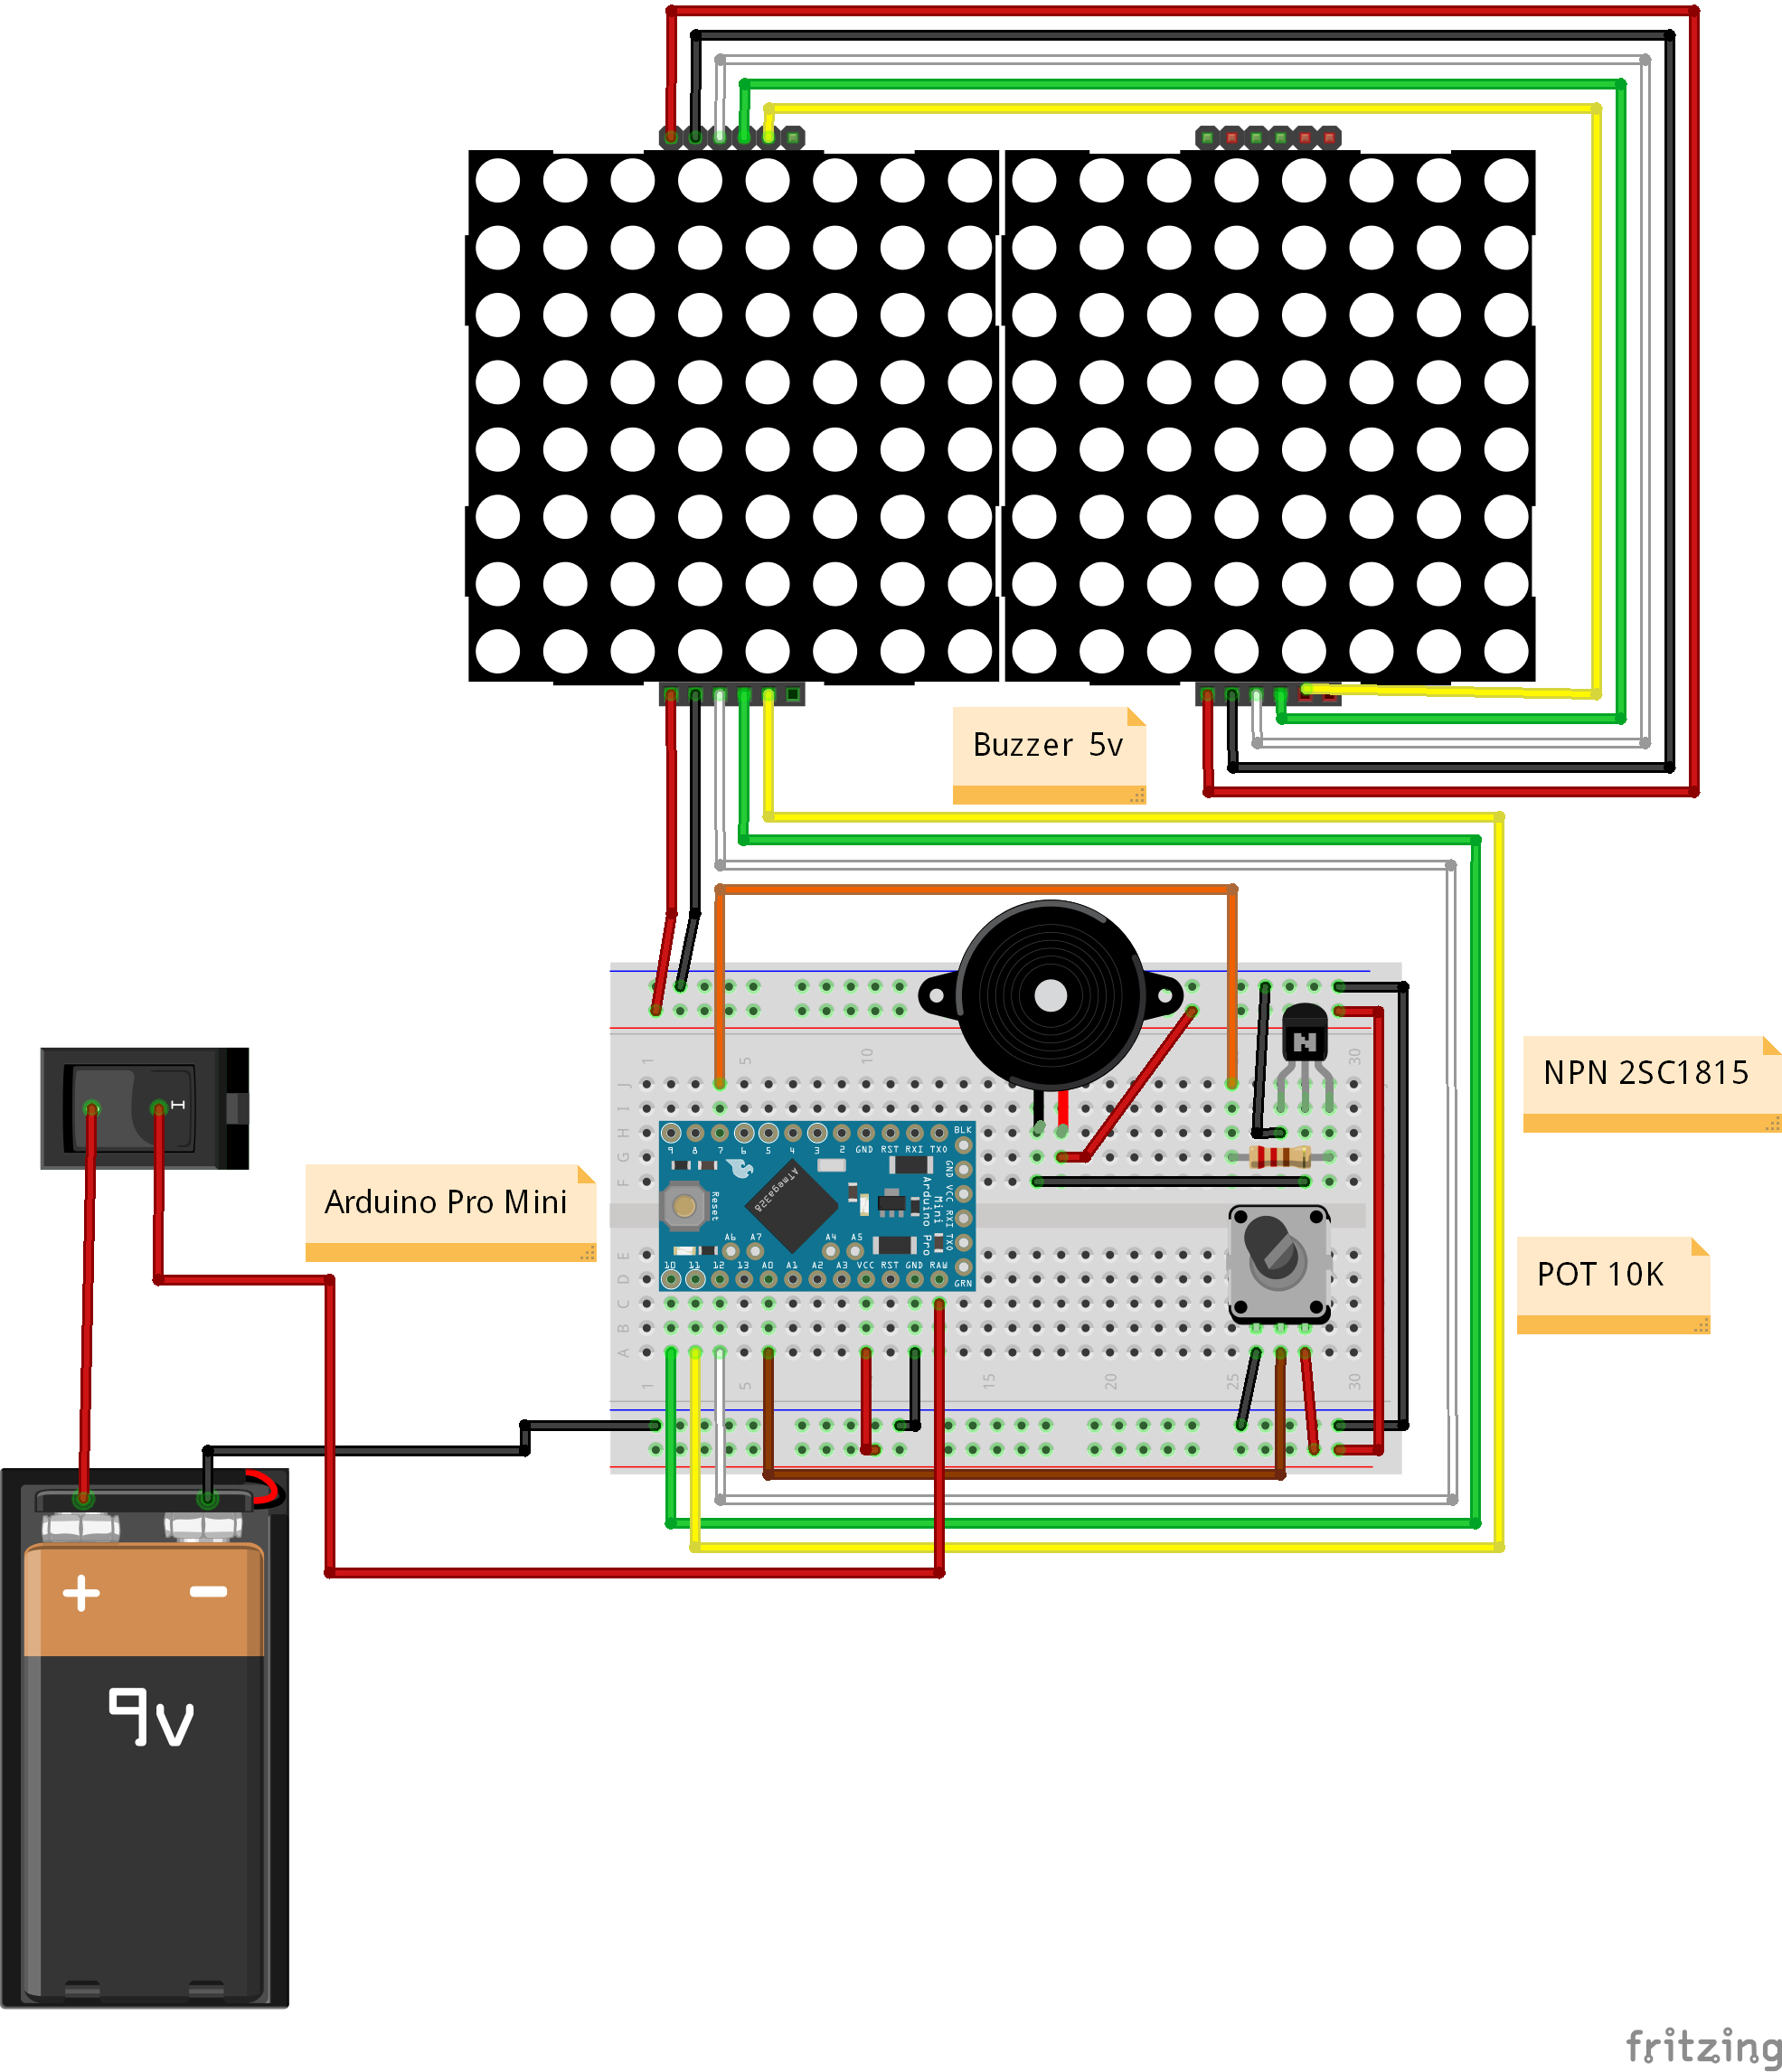 Buzzer 5v
NPN 2SC1815
1 5 10 30
J
I
H
G
F
Arduino Pro Mini
9 8 7 6 5 4 3 2 GND RST RXI TXO BLK
GND VCC RXI TXO GRN
Reset
ATmega328
Arduino Pro
Mini
A6 A7 A4 A5
10 11 12 13 A0 A1 A2 A3 VCC RST GND RAW
POT 10K
E
D
C
B
A
1 5 15 20 25 30
I
N
+ -
9v
fritzing